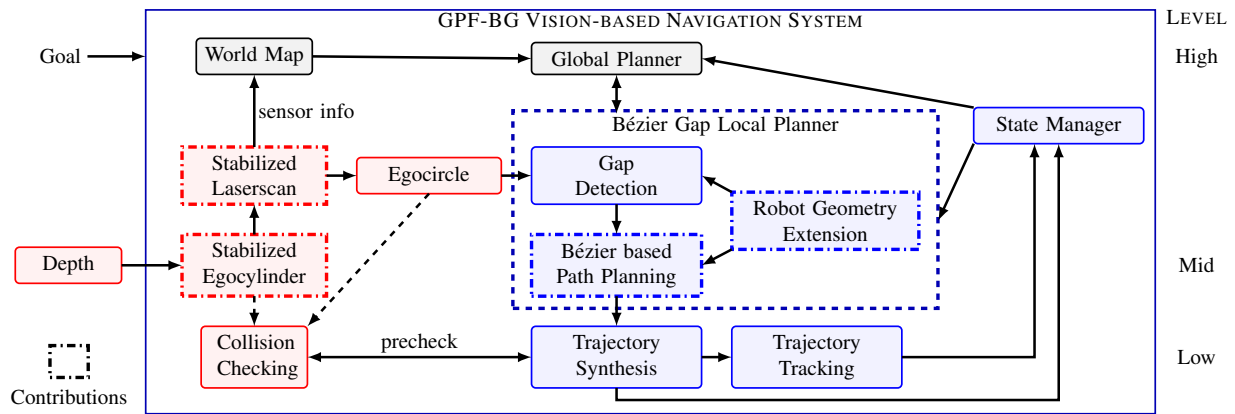 GPF-BG VISION-BASED NAVIGATION SYSTEM
LEVEL
Goal
World Map
Global Planner
High
sensor info
Bézier Gap Local Planner
State Manager
Stabilized
Laserscan
Egocircle
Gap
Detection
Robot Geometry
Extension
Depth
Stabilized
Egocylinder
Bézier based
Path Planning
Mid
Collision
Checking
precheck
Trajectory
Synthesis
Trajectory
Tracking
Low
Contributions